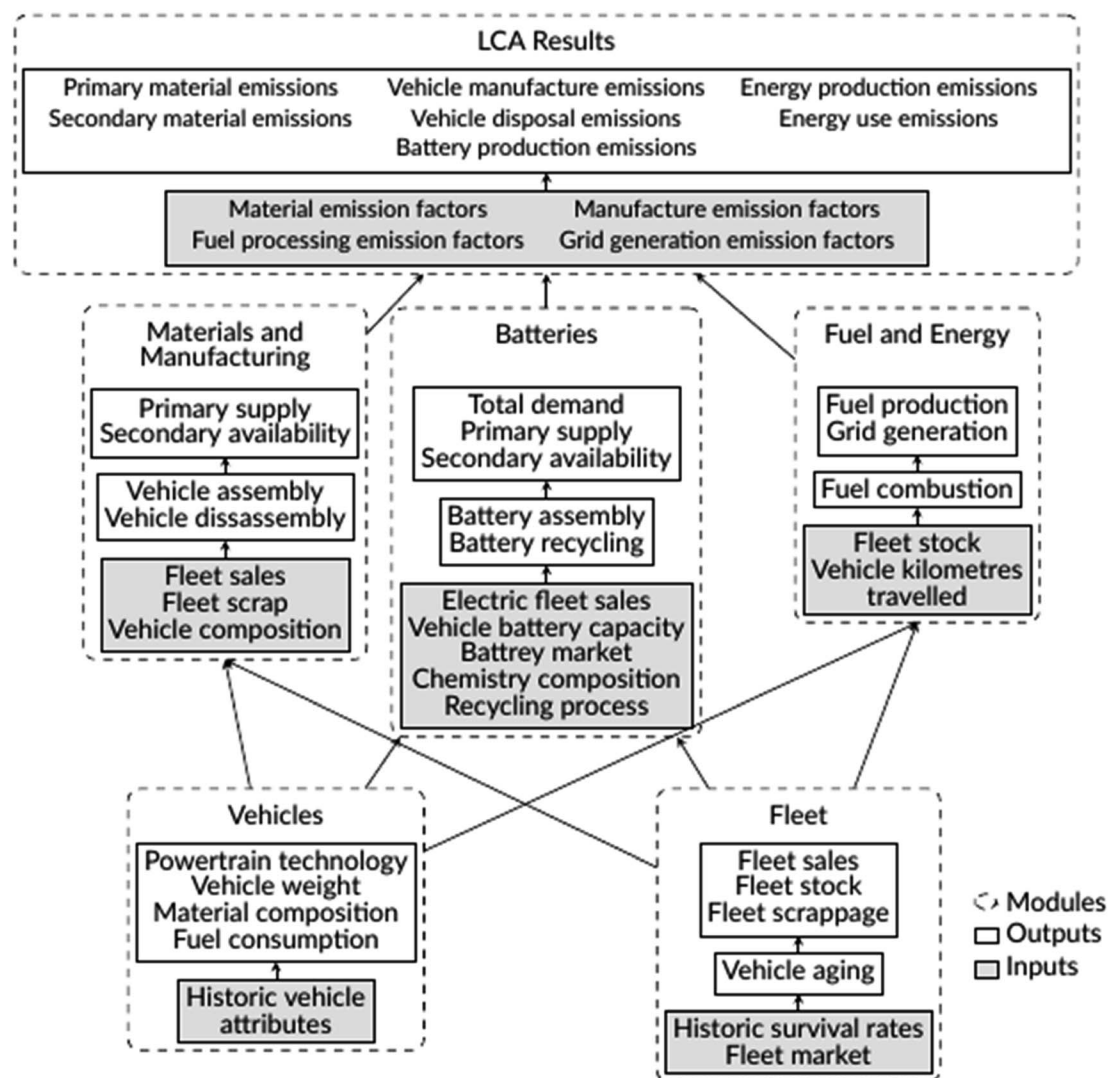 LCA Results
Primary material emissions
Vehicle manufacture emissions
Energy production emissions
Secondary material emissions
Vehicle disposal emissions
Energy use emissions
Battery production emissions
Material emission factors
Manufacture emission factors
Fuel processing emission factors
Grid generation emission factors
Materials and
Manufacturing
Primary supply
Secondary availability
Vehicle assembly
Vehicle dissassembly
Fleet sales
Fleet scrap
Vehicle composition
Batteries
Total demand
Primary supply
Secondary availability
Battery assembly
Battery recycling
Electric fleet sales
Vehicle battery capacity
Battrey market
Chemistry composition
Recycling process
Fuel and Energy
Fuel production
Grid generation
Fuel combustion
Fleet stock
Vehicle kilometres
travelled
Vehicles
Powertrain technology
Vehicle weight
Material composition
Fuel consumption
Historic vehicle
attributes
Fleet
Fleet sales
Fleet stock
Fleet scrappage
Vehicle aging
Historic survival rates
Fleet market
Modules
Outputs
Inputs